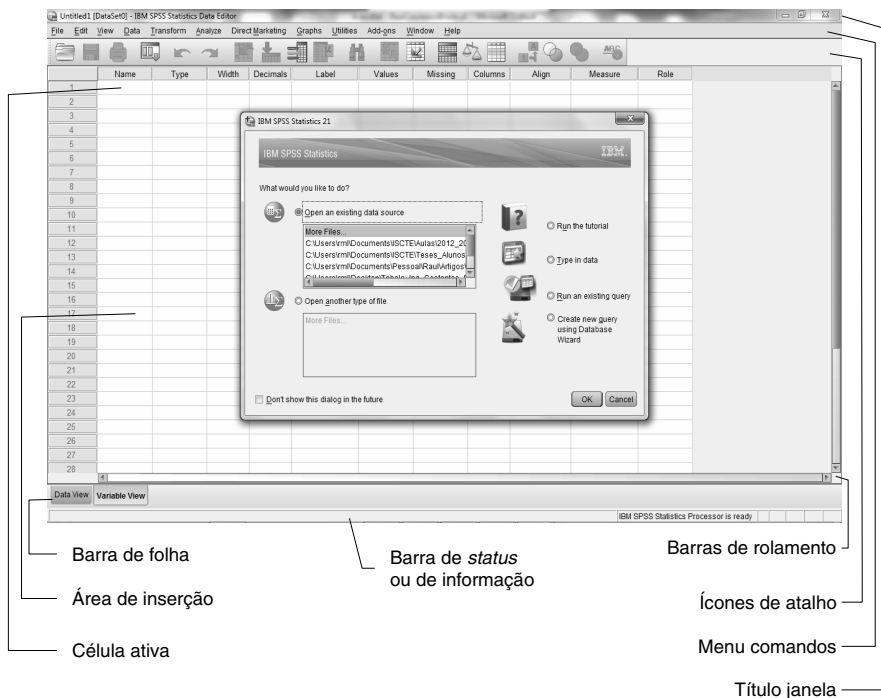 Untitled1 [DataSet0] - IBM SPSS Statistics Data Editor
File Edit View Data Transform Analyze Direct Marketing Graphs Utilities Add-ons Window Help
Name Type Width Decimals Label Values Missing Columns Align Measure Role
1
2
3
4
5
6
7
8
9
10
11
12
13
14
15
16
17
18
19
20
21
22
23
24
25
26
27
28
IBM SPSS Statistics 21
IBM SPSS Statistics
IBM.
What would you like to do?
Open an existing data source
More Files...
C:\Users\rml\Documents\ISCTE\Aulas\2012_20
C:\Users\rml\Documents\ISCTE\Teses_Alunos
C:\Users\rml\Documents\Pessoal\Raul\Artigos\
Open another type of file
More Files...
Run the tutorial
Type in data
Run an existing query
Create new query
using Database
Wizard
Don't show this dialog in the future
OK Cancel
Data View Variable View
IBM SPSS Statistics Processor is ready
Barra de folha
Barra de status
ou de informação
Barras de rolamento
Área de inserção
Ícones de atalho
Célula ativa
Menu comandos
Título janela